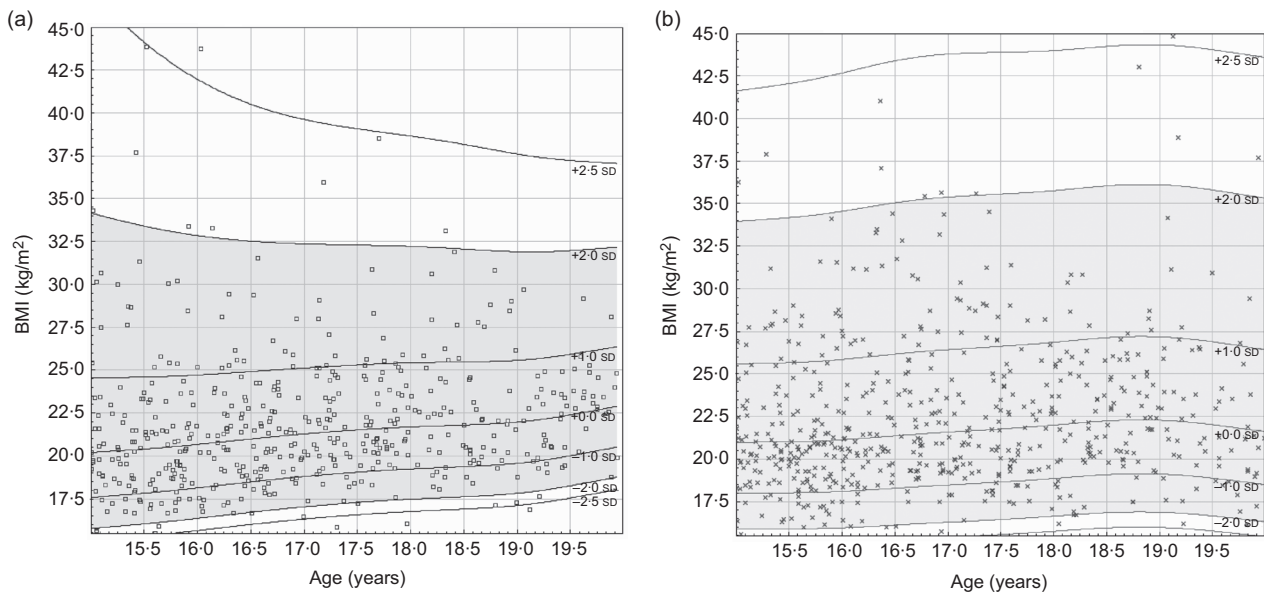 (a)
45·0
42·5
40·0
37·5
35·0
32·5
30·0
27·5
25·0
22·5
20·0
17·5
BMI (kg/m²)
+2·5 SD
+2·0 SD
+1·0 SD
+0·0 SD
−1·0 SD
−2·0 SD
−2·5 SD
15·5 16·0 16·5 17·0 17·5 18·0 18·5 19·0 19·5
Age (years)
(b)
45·0
42·5
40·0
37·5
35·0
32·5
30·0
27·5
25·0
22·5
20·0
17·5
BMI (kg/m²)
+2·5 SD
+2·0 SD
+1·0 SD
+0·0 SD
−1·0 SD
−2·0 SD
15·5 16·0 16·5 17·0 17·5 18·0 18·5 19·0 19·5
Age (years)